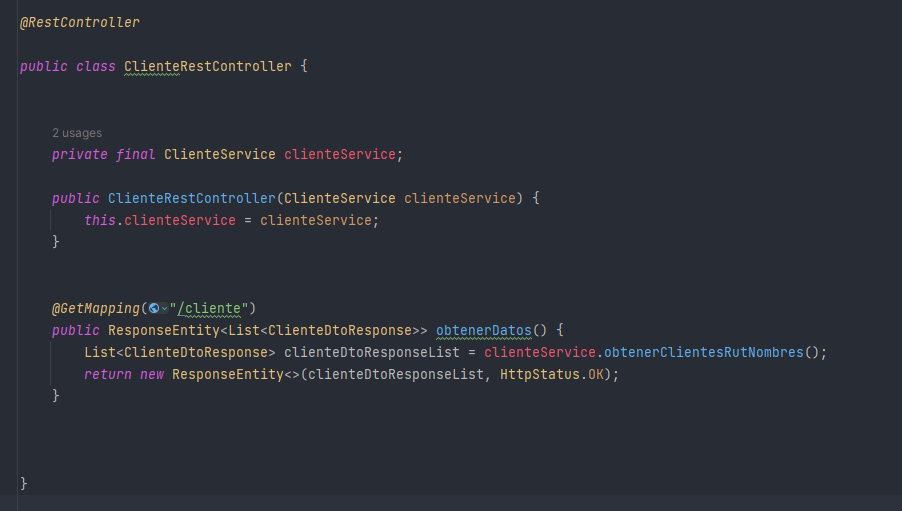 @RestController
public class ClienteRestController {
2 usages
private final ClienteService clienteService;
public ClienteRestController(ClienteService clienteService) {
this.clienteService = clienteService;
}
@GetMapping("/cliente")
public ResponseEntity<List<ClienteDtoResponse>> obtenerDatos() {
List<ClienteDtoResponse> clienteDtoResponseList = clienteService.obtenerClientesRutNombres();
return new ResponseEntity<>(clienteDtoResponseList, HttpStatus.OK);
}
}